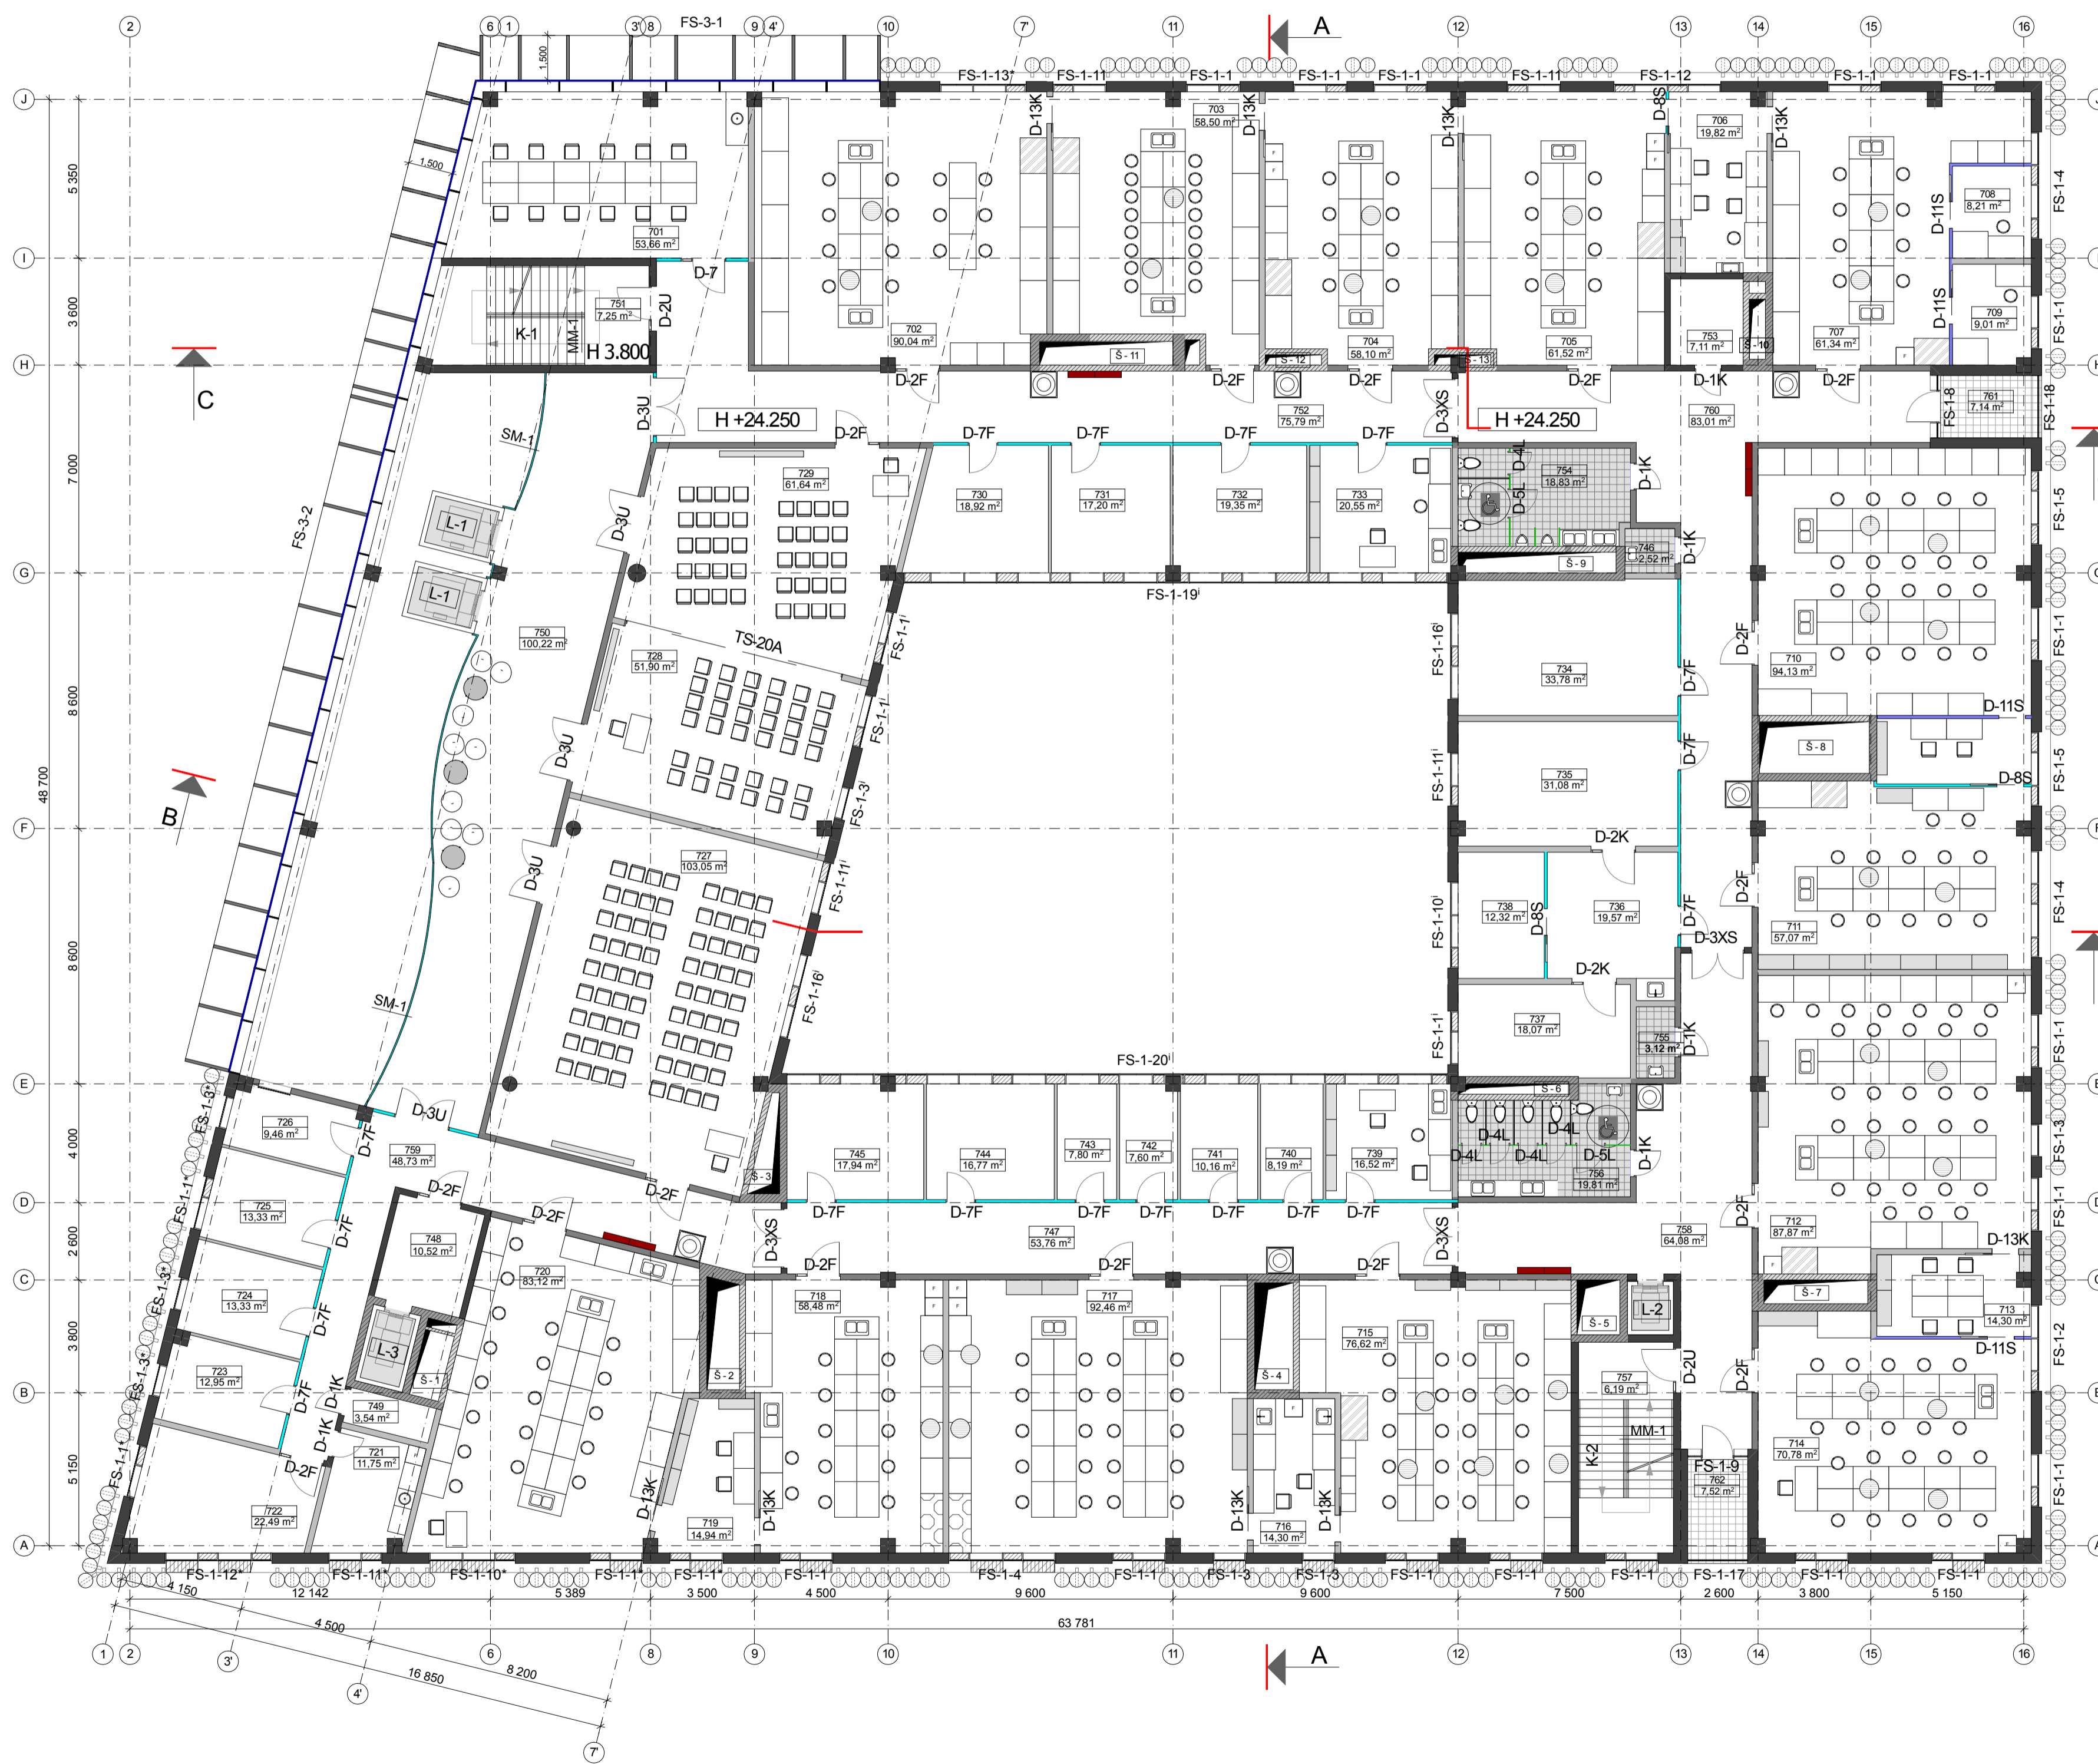 FS-3-1
A
2
6
1
3'
8
9
4'
10
7'
11
12
13
14
15
16
1.500
FS-1-13*
FS-1-11
FS-1-1
FS-1-1
FS-1-1
FS-1-11
FS-1-12
FS-1-1
FS-1-1
J
D-13K
703
58,50 m²
D-13K
D-13K
D-8S
706
19,82 m²
D-13K
1.500
5 350
701
53,66 m²
D-11S
708
8,21 m²
FS-1-4
I
D-7
751
7,25 m²
D-2U
K-1
MM-1
H 3.800
3 600
702
90,04 m²
Š - 11
Š - 12
704
58,10 m²
Š - 13
705
61,52 m²
753
7,11 m²
Š - 10
707
61,34 m²
D-11S
709
9,01 m²
FS-1-1
H
C
D-2F
D-2F
D-2F
D-2F
D-1K
D-2F
D-3U
H +24.250
D-2F
752
75,79 m²
D-3XS
H +24.250
760
83,01 m²
FS-1-8
761
7,14 m²
FS-1-18
SM-1
D-7F
D-7F
D-7F
D-7F
7 000
729
61,64 m²
730
18,92 m²
731
17,20 m²
732
19,35 m²
733
20,55 m²
D-4L
D-5L
754
18,83 m²
D-1K
FS-1-5
L-1
D-3U
FS-3-2
746
2,52 m²
D-1K
Š - 9
G
L-1
FS-1-19ⁱ
FS-1-1ⁱ
FS-1-16ⁱ
FS-1-1
750
100,22 m²
TS-20A
728
51,90 m²
D-2F
710
94,13 m²
734
33,78 m²
D-7F
8 600
FS-1-1ⁱ
D-11S
D-3U
Š - 8
FS-1-11ⁱ
735
31,08 m²
D-7F
D-8S
FS-1-5
48 700
B
FS-1-3ⁱ
F
D-2K
727
103,05 m²
D-3U
FS-1-11ⁱ
D-2F
FS-1-10ⁱ
738
12,32 m²
D-8S
736
19,57 m²
D-7F
FS-1-4
711
57,07 m²
D-3XS
8 600
D-2K
SM-1
FS-1-16ⁱ
FS-1-1ⁱ
737
18,07 m²
755
3,12 m²
D-1K
FS-1-1
FS-1-20ⁱ
E
FS-1-3*
726
9,46 m²
D-7F
D-3U
759
48,73 m²
Š - 6
D-4L
D-4L
D-4L
D-4L
D-5L
D-1K
756
19,81 m²
FS-1-3
4 000
745
17,94 m²
744
16,77 m²
743
7,80 m²
742
7,60 m²
741
10,16 m²
740
8,19 m²
739
16,52 m²
Š - 3
D-2F
D-2F
FS-1-1*
725
13,33 m²
D-7F
D
D-2F
D-7F
D-7F
D-7F
D-7F
D-7F
D-7F
D-7F
D-2F
712
87,87 m²
FS-1-1
2 600
748
10,52 m²
720
83,12 m²
D-3XS
747
53,76 m²
D-3XS
758
64,08 m²
D-13K
D-2F
D-2F
D-2F
C
FS-1-3*
724
13,33 m²
D-7F
718
58,48 m²
717
92,46 m²
Š - 7
713
14,30 m²
L-2
Š - 5
3 800
L-3
715
76,62 m²
D-11S
FS-1-2
FS-1-3*
723
12,95 m²
Š - 1
Š - 2
Š - 4
757
6,19 m²
D-2U
D-2F
B
D-7F
D-1K
749
3,54 m²
D-1K
721
11,75 m²
D-2F
MM-1
K-2
714
70,78 m²
FS-1-9
762
7,52 m²
FS-1-1
5 150
FS-1-1*
722
22,49 m²
D-13K
719
14,94 m²
D-13K
D-13K
716
14,30 m²
D-13K
A
FS-1-12*
FS-1-11*
FS-1-10*
FS-1-1*
FS-1-1*
FS-1-1
FS-1-4
FS-1-3
FS-1-3
FS-1-1
FS-1-1
FS-1-1
FS-1-17
FS-1-1
FS-1-1
4 150
12 142
5 389
3 500
4 500
9 600
9 600
7 500
2 600
3 800
5 150
4 500
63 781
8 200
16 850
1
2
3'
4'
6
8
9
10
11
12
13
14
15
16
7'
A